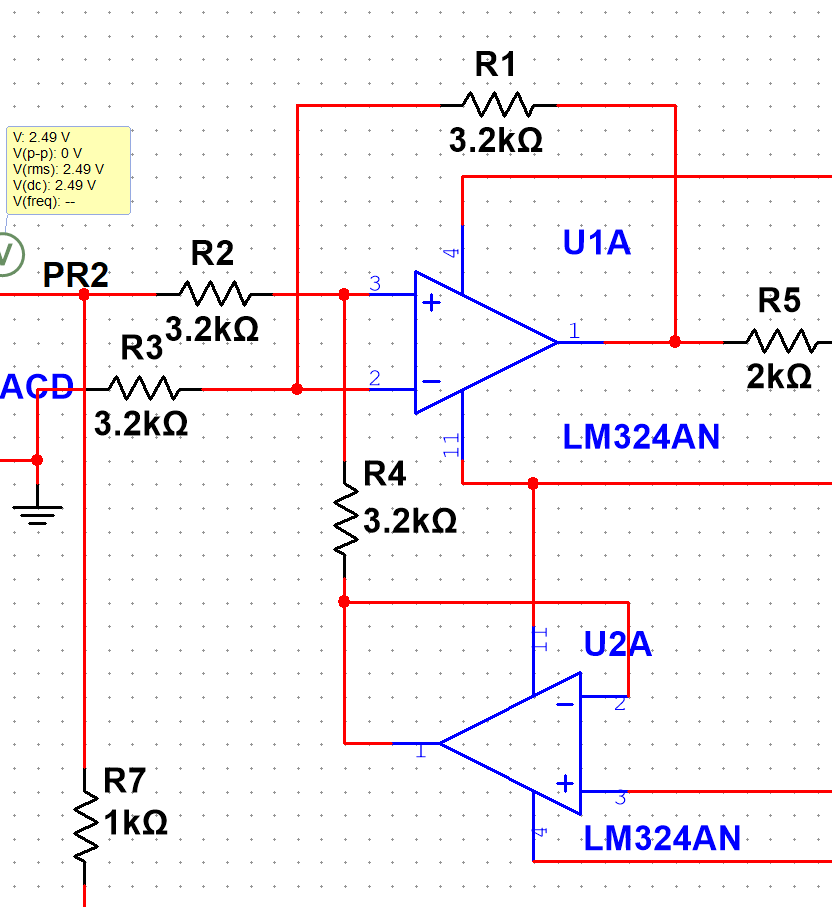 R1
3.2kΩ
V: 2.49 V
V(p-p): 0 V
V(rms): 2.49 V
V(dc): 2.49 V
V(freq): --
V
PR2
R2
3.2kΩ
4
U1A
3
+
1
R5
2kΩ
R3
3.2kΩ
ACD
2
−
11
LM324AN
R4
3.2kΩ
11
U2A
−
2
1
+
3
4
LM324AN
R7
1kΩ